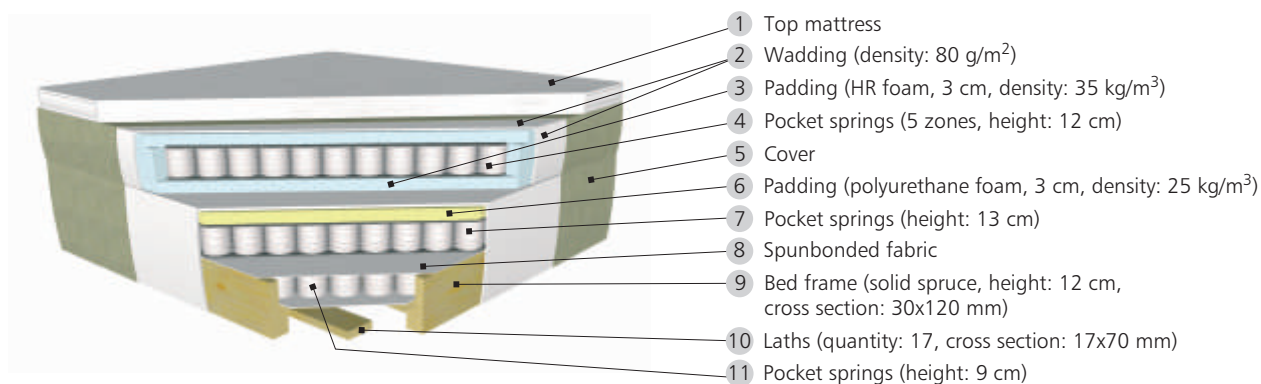 1 Top mattress
2 Wadding (density: 80 g/m²)
3 Padding (HR foam, 3 cm, density: 35 kg/m³)
4 Pocket springs (5 zones, height: 12 cm)
5 Cover
6 Padding (polyurethane foam, 3 cm, density: 25 kg/m³)
7 Pocket springs (height: 13 cm)
8 Spunbonded fabric
9 Bed frame (solid spruce, height: 12 cm,
cross section: 30x120 mm)
10 Laths (quantity: 17, cross section: 17x70 mm)
11 Pocket springs (height: 9 cm)